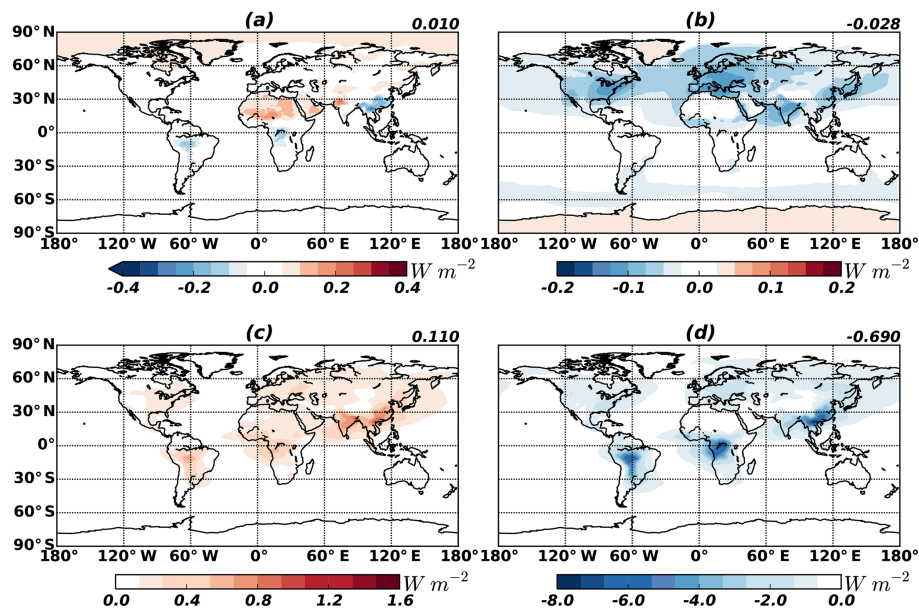 (a) 0.010
90° N
60° N
30° N
0°
30° S
60° S
90° S
180° 120° W 60° W 0° 60° E 120° E 180°
-0.4 -0.2 0.0 0.2 0.4
W m⁻²
(b) -0.028
180° 120° W 60° W 0° 60° E 120° E 180°
-0.2 -0.1 0.0 0.1 0.2
W m⁻²
(c) 0.110
90° N
60° N
30° N
0°
30° S
60° S
90° S
180° 120° W 60° W 0° 60° E 120° E 180°
0.0 0.4 0.8 1.2 1.6
W m⁻²
(d) -0.690
180° 120° W 60° W 0° 60° E 120° E 180°
-8.0 -6.0 -4.0 -2.0 0.0
W m⁻²